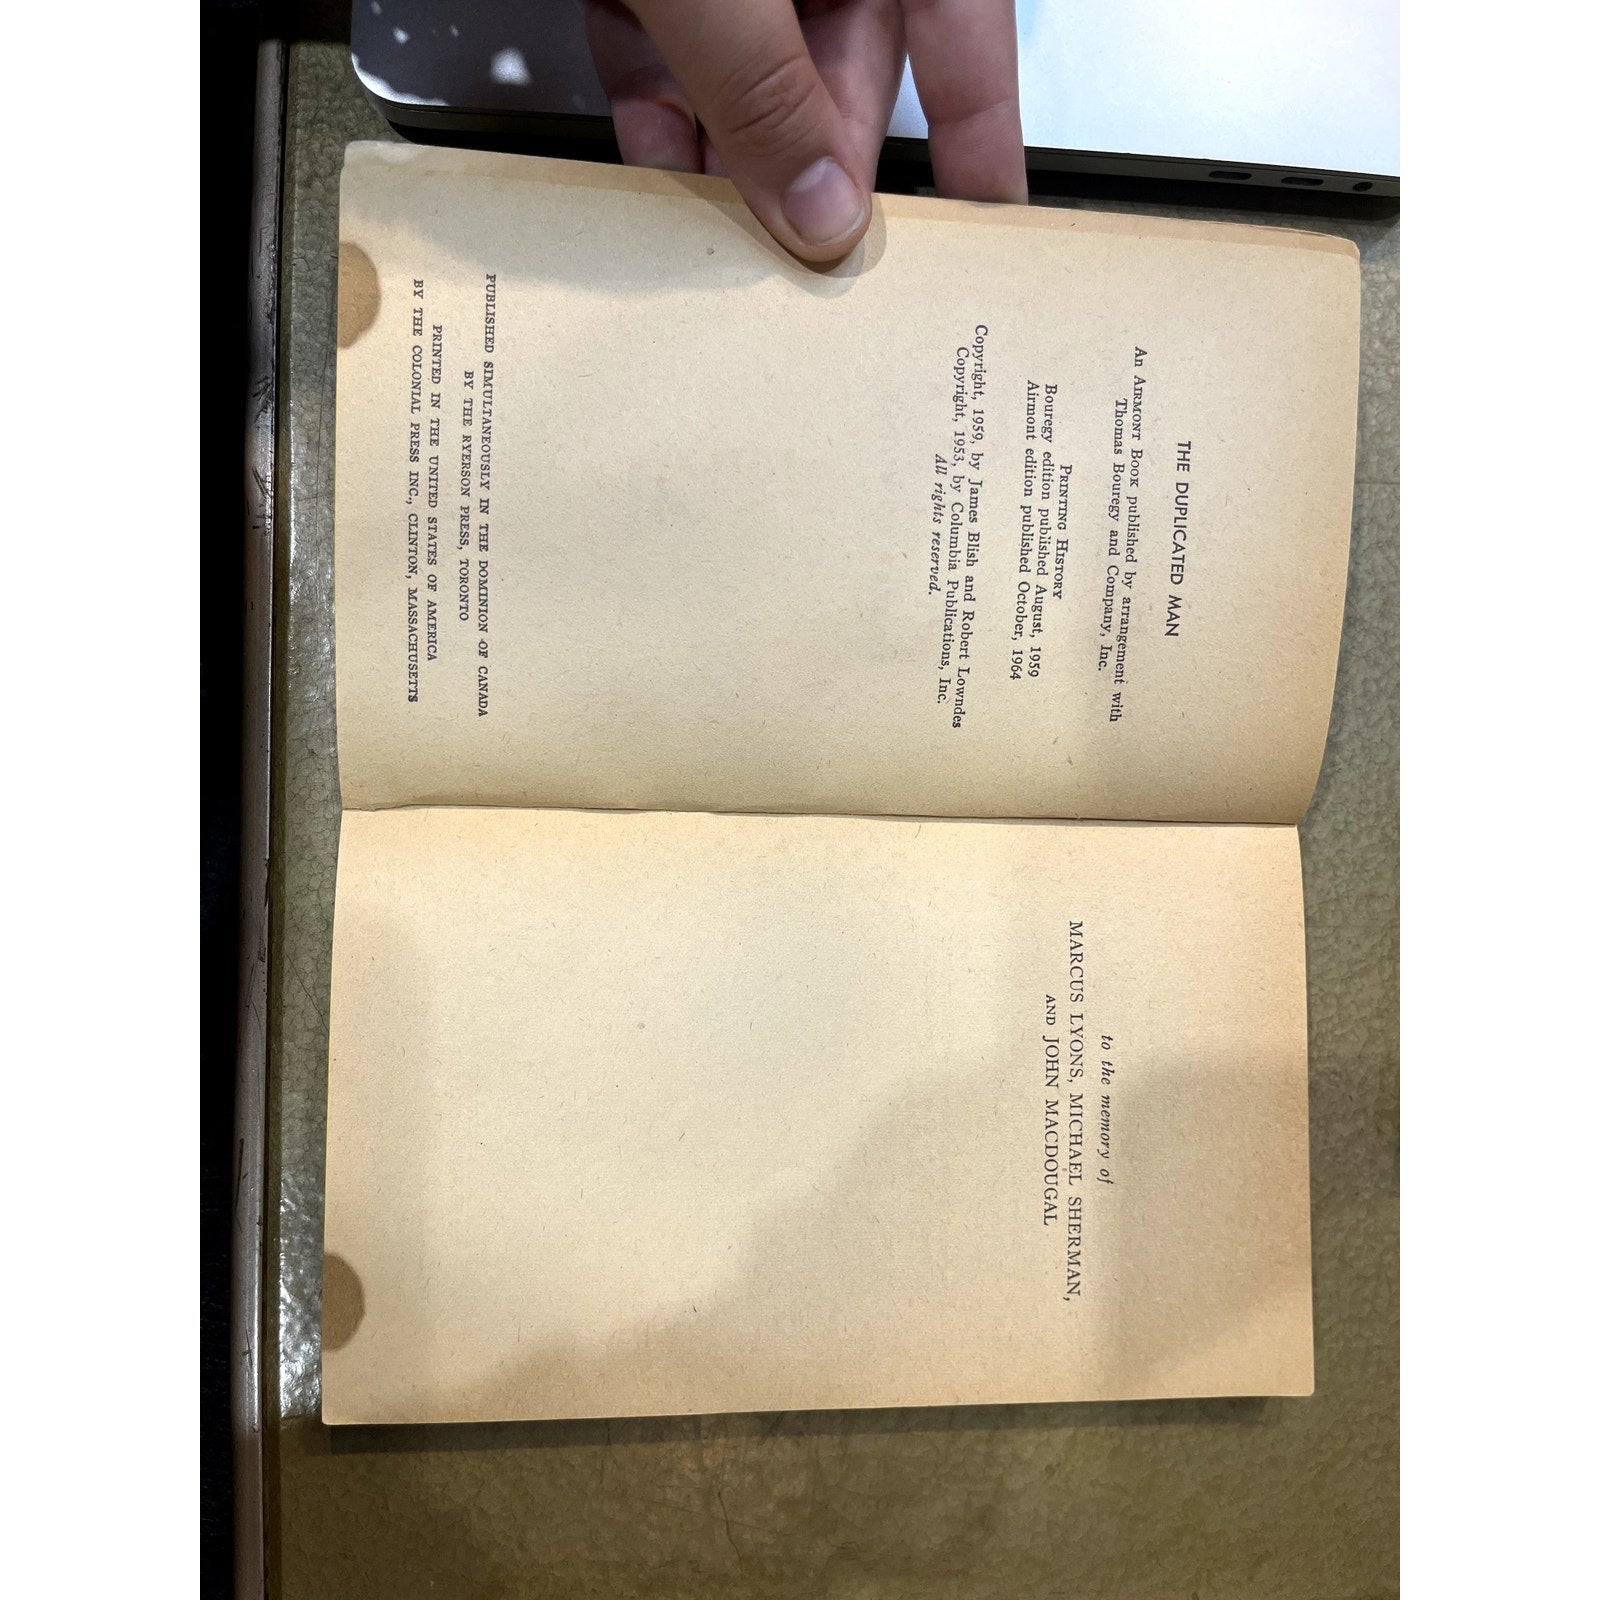 THE DUPLICATED MAN
An AIRMONT BOOK published by arrangement with
Thomas Bouregy and Company, Inc.
PRINTING HISTORY
Bouregy edition published August, 1959
Airmont edition published October, 1964
Copyright, 1959, by James Blish and Robert Lowndes
Copyright, 1953, by Columbia Publications, Inc.
All rights reserved.
PUBLISHED SIMULTANEOUSLY IN THE DOMINION OF CANADA
BY THE RYERSON PRESS, TORONTO
PRINTED IN THE UNITED STATES OF AMERICA
BY THE COLONIAL PRESS INC., CLINTON, MASSACHUSETTS
to the memory of
MARCUS LYONS, MICHAEL SHERMAN,
AND JOHN MACDOUGAL